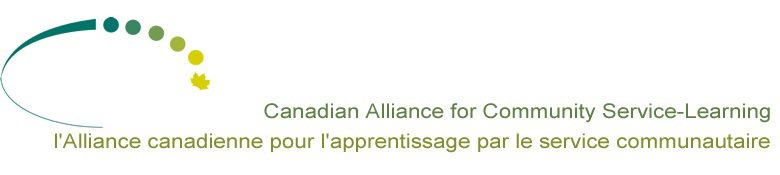 Canadian Alliance for Community Service-Learning
l'Alliance canadienne pour l'apprentissage par le service communautaire